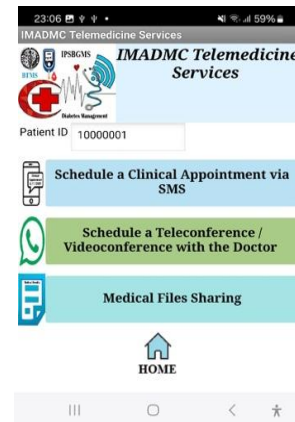 23:06
59%
IMADMC Telemedicine Services
IPSBGMS
IMADMC Telemedicine
Services
Diabetes Management
Patient ID 10000001
Schedule a Clinical Appointment via
SMS
Schedule a Teleconference /
Videoconference with the Doctor
Medical Files Sharing
HOME